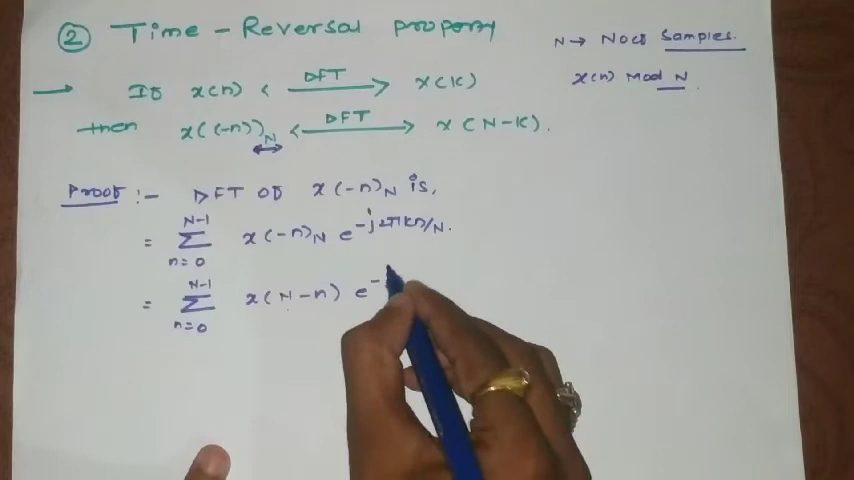 ② Time - Reversal property
N → No of Samples.
x(n) Mod N
→ If x(n) <—DFT—> X(K)
then x((-n))N <—DFT—> X(N-K).
Proof :- DFT of x(-n)N is,
= N-1 Σ n=0 x(-n)N e^-j2πkn/N.
= N-1 Σ n=0 x(N-n) e^-